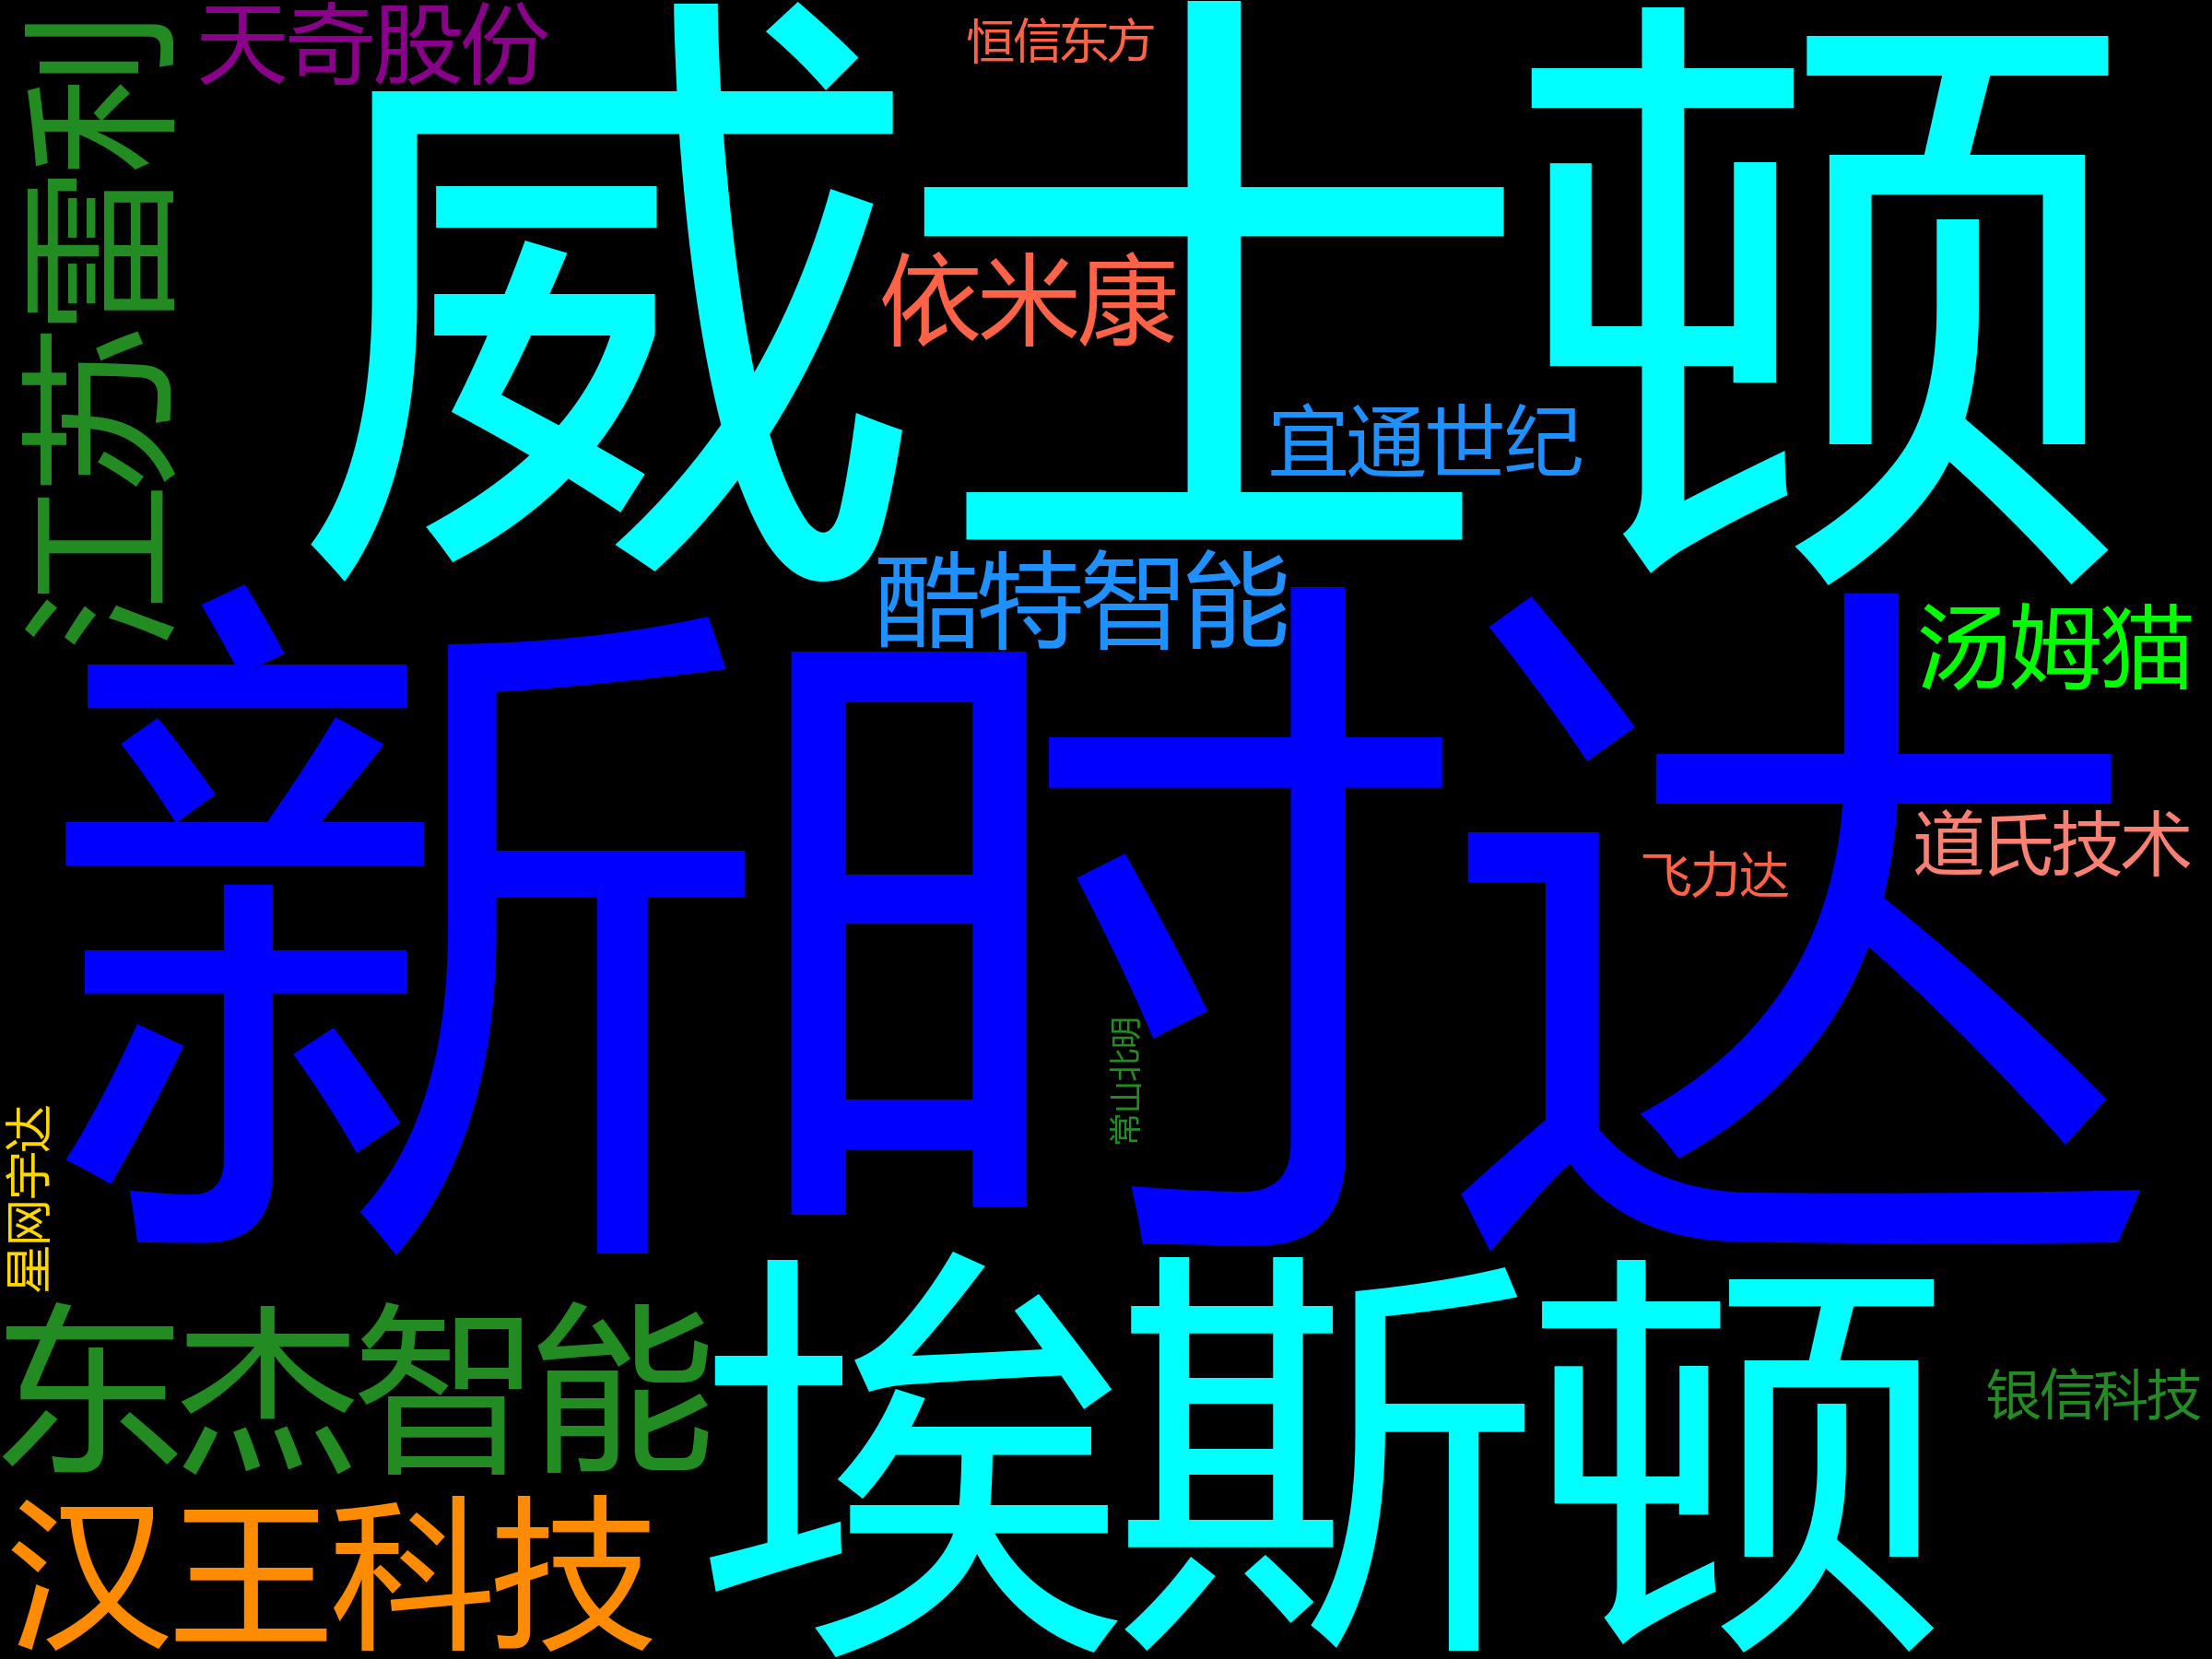 天奇股份
恒信东方
江苏雷利
威士顿
依米康
宜通世纪
酷特智能
汤姆猫
新时达
道氏技术
飞力达
常山北明
星网宇达
东杰智能
埃斯顿
银信科技
汉王科技